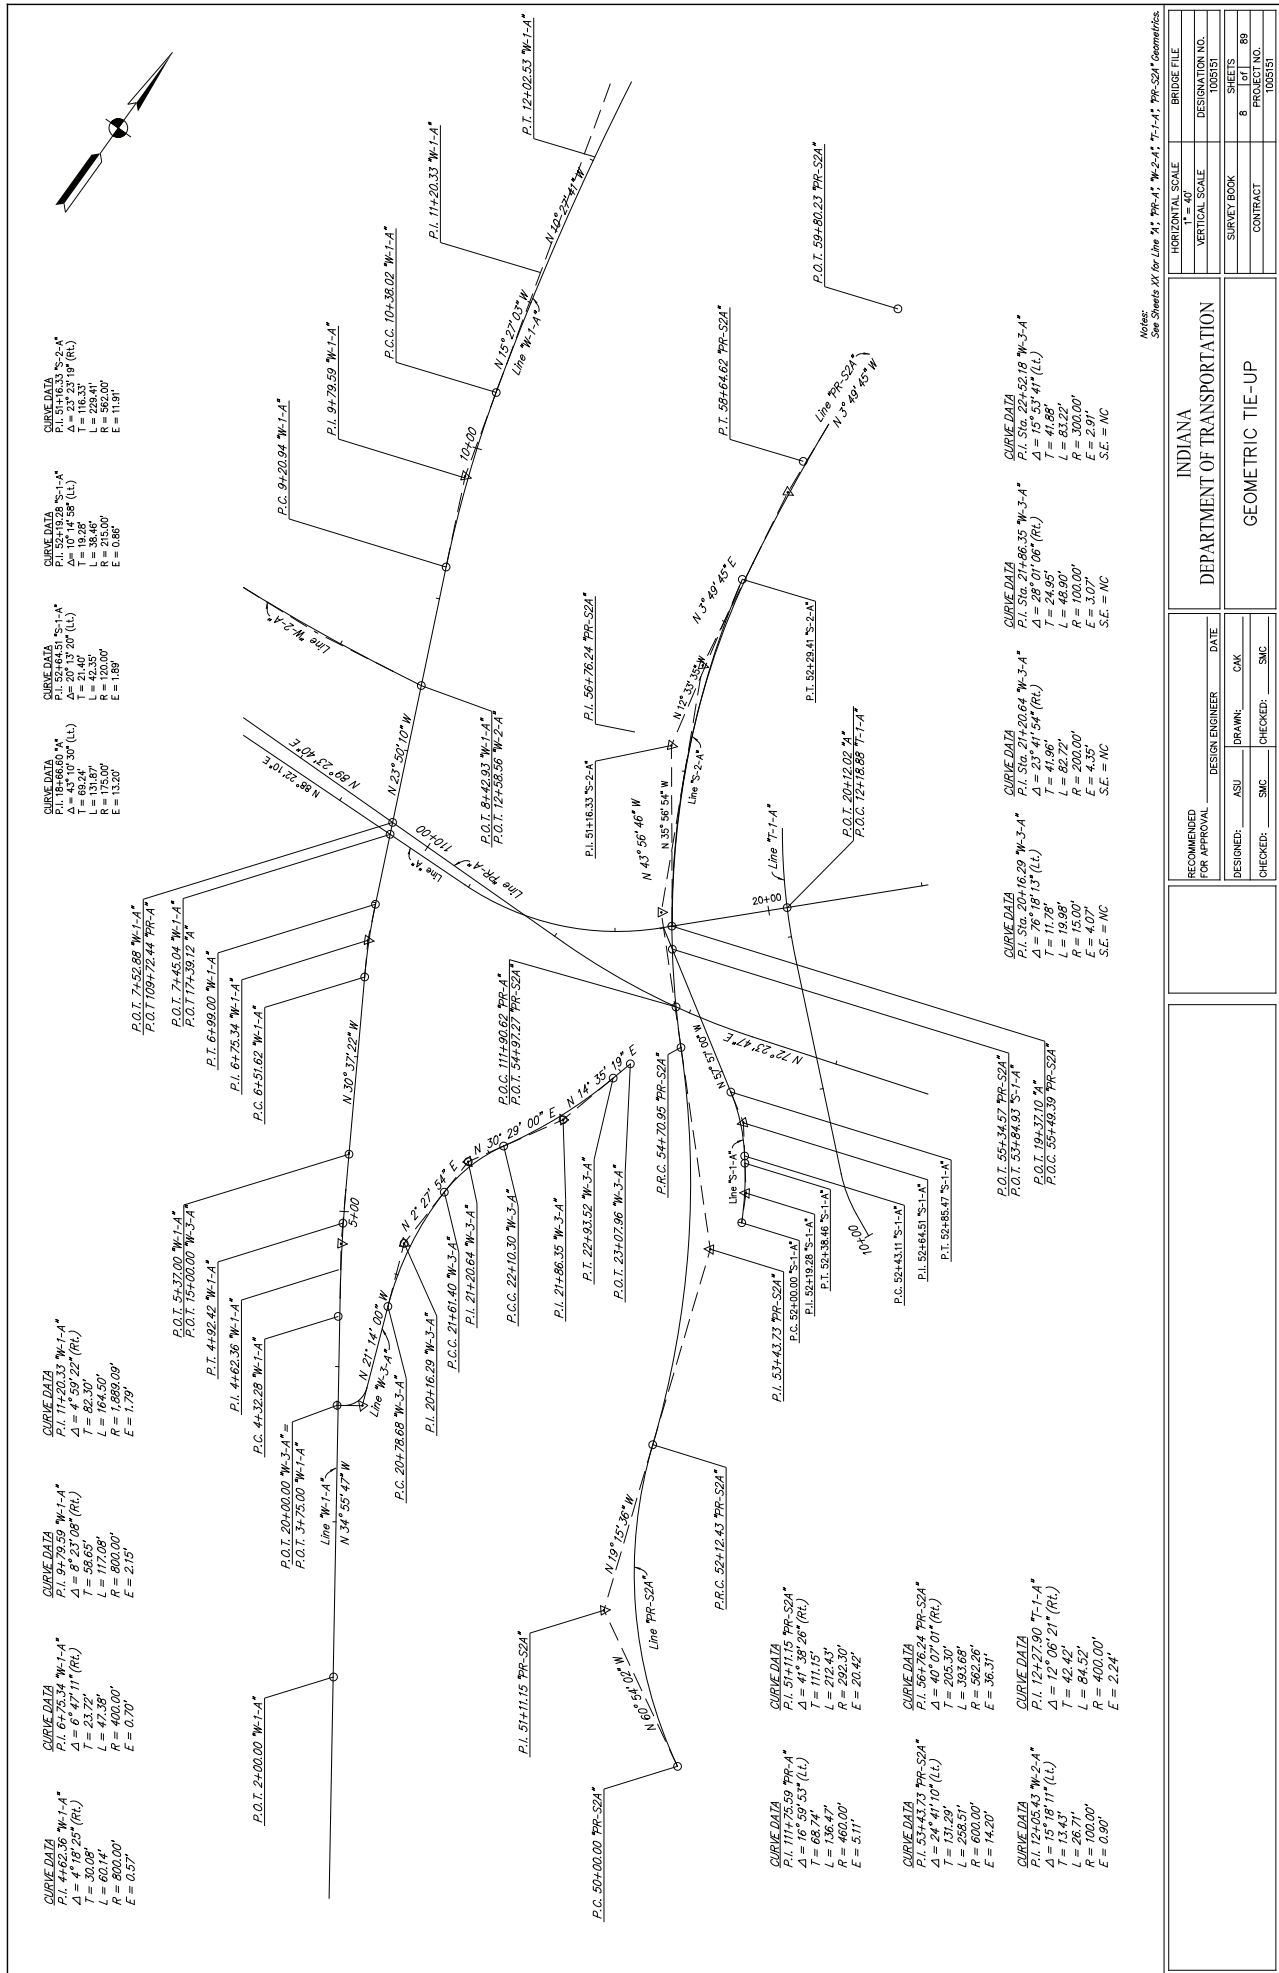 CURVE DATA
P.I. 4+62.36 "W-1-A"
Δ = 4° 18' 25" (Rt.)
T = 30.08'
L = 60.14'
R = 800.00'
E = 0.57'
CURVE DATA
P.I. 6+75.34 "W-1-A"
Δ = 6° 47' 11" (Rt.)
T = 23.72'
L = 47.38'
R = 400.00'
E = 0.70'
CURVE DATA
P.I. 9+79.59 "W-1-A"
Δ = 8° 23' 08" (Rt.)
T = 58.65'
L = 117.08'
R = 800.00'
E = 2.15'
CURVE DATA
P.I. 11+20.33 "W-1-A"
Δ = 4° 59' 22" (Rt.)
T = 82.30'
L = 164.50'
R = 1,889.09'
E = 1.79'
CURVE DATA
P.I. 18+66.60 "A"
Δ = 43° 10' 30" (Lt.)
T = 69.24'
L = 131.87'
R = 175.00'
E = 13.20'
CURVE DATA
P.I. 52+64.51 "S-1-A"
Δ = 20° 13' 20" (Lt.)
T = 21.40'
L = 42.35'
R = 120.00'
E = 1.89'
CURVE DATA
P.I. 52+19.28 "S-1-A"
Δ = 10° 14' 58" (Lt.)
T = 19.28'
L = 38.46'
R = 215.00'
E = 0.86'
CURVE DATA
P.I. 51+16.33 "S-2-A"
Δ = 23° 23' 19" (Rt.)
T = 116.33'
L = 229.41'
R = 562.00'
E = 11.91'
P.O.T. 2+00.00 "W-1-A"
P.O.T. 20+00.00 "W-3-A" =
P.O.T. 3+75.00 "W-1-A"
Line "W-1-A"
N 34° 55' 47" W
P.C. 4+32.28 "W-1-A"
P.I. 4+62.36 "W-1-A"
P.T. 4+92.42 "W-1-A"
P.O.T. 5+37.00 "W-1-A"
P.O.T. 15+00.00 "W-3-A"
5+00
N 30° 37' 22" W
P.C. 6+51.62 "W-1-A"
P.I. 6+75.34 "W-1-A"
P.T. 6+99.00 "W-1-A"
P.O.T. 7+45.04 "W-1-A"
P.O.T 17+39.12 "A"
P.O.T. 7+52.88 "W-1-A"
P.O.T 109+72.44 "PR-A"
N 88° 22' 10" E
N 89° 23' 40" E
N 23° 50' 10" W
Line "W-2-A"
P.O.T. 8+42.93 "W-1-A"
P.O.T. 12+58.56 "W-2-A"
P.C. 9+20.94 "W-1-A"
P.I. 9+79.59 "W-1-A"
10+00
P.C.C. 10+38.02 "W-1-A"
N 15° 27' 03" W
Line "W-1-A"
P.I. 11+20.33 "W-1-A"
N 10° 27' 41" W
P.T. 12+02.53 "W-1-A"
Line "A"
110+00
Line "PR-A"
N 21° 14' 00" W
Line "W-3-A"
P.C. 20+78.68 "W-3-A"
P.I. 20+16.29 "W-3-A"
N 2° 27' 54" E
P.C.C. 21+61.40 "W-3-A"
P.I. 21+20.64 "W-3-A"
N 30° 29' 00" E
P.C.C. 22+10.30 "W-3-A"
P.I. 21+86.35 "W-3-A"
N 14° 35' 19" E
P.T. 22+93.52 "W-3-A"
P.O.T. 23+07.96 "W-3-A"
P.O.C. 111+90.62 "PR-A"
P.O.T. 54+97.27 "PR-S2A"
P.I. 51+16.33 "S-2-A"
P.I. 56+76.24 "PR-S2A"
N 43° 56' 46" W
N 35° 56' 54" W
Line "S-2-A"
N 12° 33' 35" W
N 3° 49' 45" E
P.T. 52+29.41 "S-2-A"
P.T. 58+64.62 "PR-S2A"
Line "PR-S2A"
N 3° 49' 45" W
P.O.T. 59+80.23 "PR-S2A"
P.O.T. 20+12.02 "A"
P.O.C. 12+18.88 "T-1-A"
Line "T-1-A"
20+00
P.C. 50+00.00 "PR-S2A"
N 60° 54' 02" W
P.I. 51+11.15 "PR-S2A"
Line "PR-S2A"
N 19° 15' 36" W
P.R.C. 52+12.43 "PR-S2A"
P.I. 53+43.73 "PR-S2A"
P.R.C. 54+70.95 "PR-S2A"
N 57° 57' 00" W
N 72° 23' 47" E
Line "S-1-A"
P.C. 52+00.00 "S-1-A"
P.I. 52+19.28 "S-1-A"
P.T. 52+38.46 "S-1-A"
10+00
P.C. 52+43.11 "S-1-A"
P.I. 52+64.51 "S-1-A"
P.T. 52+85.47 "S-1-A"
P.O.T. 55+34.57 "PR-S2A"
P.O.T. 53+84.93 "S-1-A"
P.O.T. 19+37.10 "A"
P.O.C. 55+49.39 "PR-S2A"
CURVE DATA
P.I. 111+75.59 "PR-A"
Δ = 16° 59' 53" (Lt.)
T = 68.74'
L = 136.47'
R = 460.00'
E = 5.11'
CURVE DATA
P.I. 51+11.15 "PR-S2A"
Δ = 41° 38' 26" (Rt.)
T = 111.15'
L = 212.43'
R = 292.30'
E = 20.42'
CURVE DATA
P.I. 53+43.73 "PR-S2A"
Δ = 24° 41' 10" (Lt.)
T = 131.29'
L = 258.51'
R = 600.00'
E = 14.20'
CURVE DATA
P.I. 56+76.24 "PR-S2A"
Δ = 40° 07' 01" (Rt.)
T = 205.30'
L = 393.68'
R = 562.26'
E = 36.31'
CURVE DATA
P.I. 12+05.43 "W-2-A"
Δ = 15° 18' 11" (Lt.)
T = 13.43'
L = 26.71'
R = 100.00'
E = 0.90'
CURVE DATA
P.I. 12+27.90 "T-1-A"
Δ = 12° 06' 21" (Rt.)
T = 42.42'
L = 84.52'
R = 400.00'
E = 2.24'
CURVE DATA
P.I. Sta. 20+16.29 "W-3-A"
Δ = 76° 18' 13" (Lt.)
T = 11.78'
L = 19.98'
R = 15.00'
E = 4.07'
S.E. = NC
CURVE DATA
P.I. Sta. 21+20.64 "W-3-A"
Δ = 23° 41' 54" (Rt.)
T = 41.96'
L = 82.72'
R = 200.00'
E = 4.35'
S.E. = NC
CURVE DATA
P.I. Sta. 21+86.35 "W-3-A"
Δ = 28° 01' 06" (Rt.)
T = 24.95'
L = 48.90'
R = 100.00'
E = 3.07'
S.E. = NC
CURVE DATA
P.I. Sta. 22+52.18 "W-3-A"
Δ = 15° 53' 41" (Lt.)
T = 41.88'
L = 83.22'
R = 300.00'
E = 2.91'
S.E. = NC
Notes:
See Sheets XX for Line "A", "PR-A", "W-2-A", "T-1-A", "PR-S2A" Geometrics.
RECOMMENDED
FOR APPROVAL
DESIGN ENGINEER DATE
DESIGNED: ASU DRAWN: CAK
CHECKED: SMC CHECKED: SMC
INDIANA
DEPARTMENT OF TRANSPORTATION
GEOMETRIC TIE-UP
HORIZONTAL SCALE
1" = 40'
VERTICAL SCALE
BRIDGE FILE
DESIGNATION NO.
1005151
SURVEY BOOK
SHEETS
8 of 89
CONTRACT
PROJECT NO.
1005151